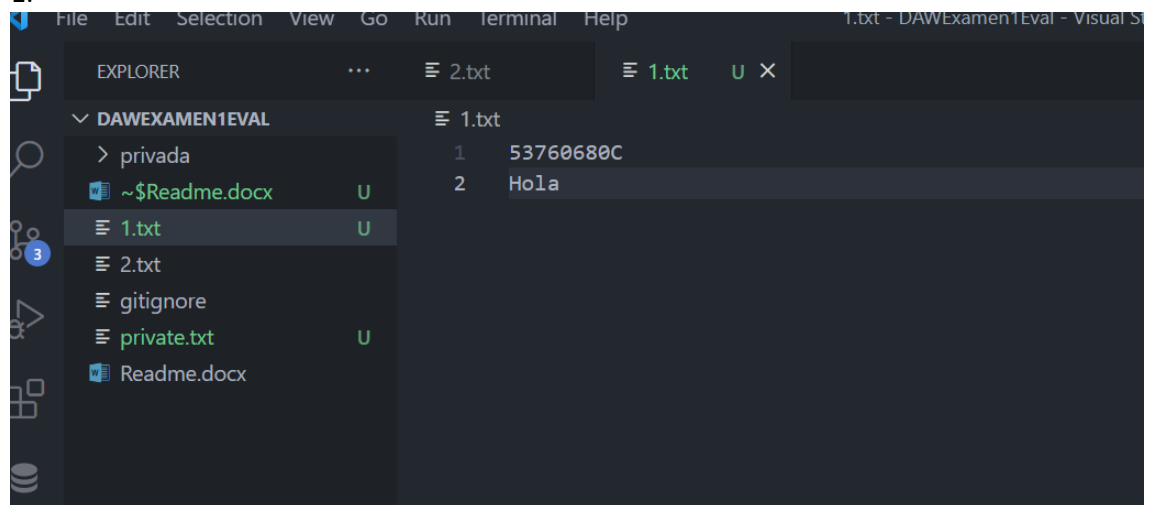 File Edit Selection View Go Run Terminal Help 1.txt - DAWExamen1Eval - Visual
EXPLORER ··· 2.txt 1.txt U ×
DAWEXAMEN1EVAL 1.txt
privada 1 53760680C
~$Readme.docx U 2 Hola
1.txt U
3
2.txt
gitignore
private.txt U
Readme.docx